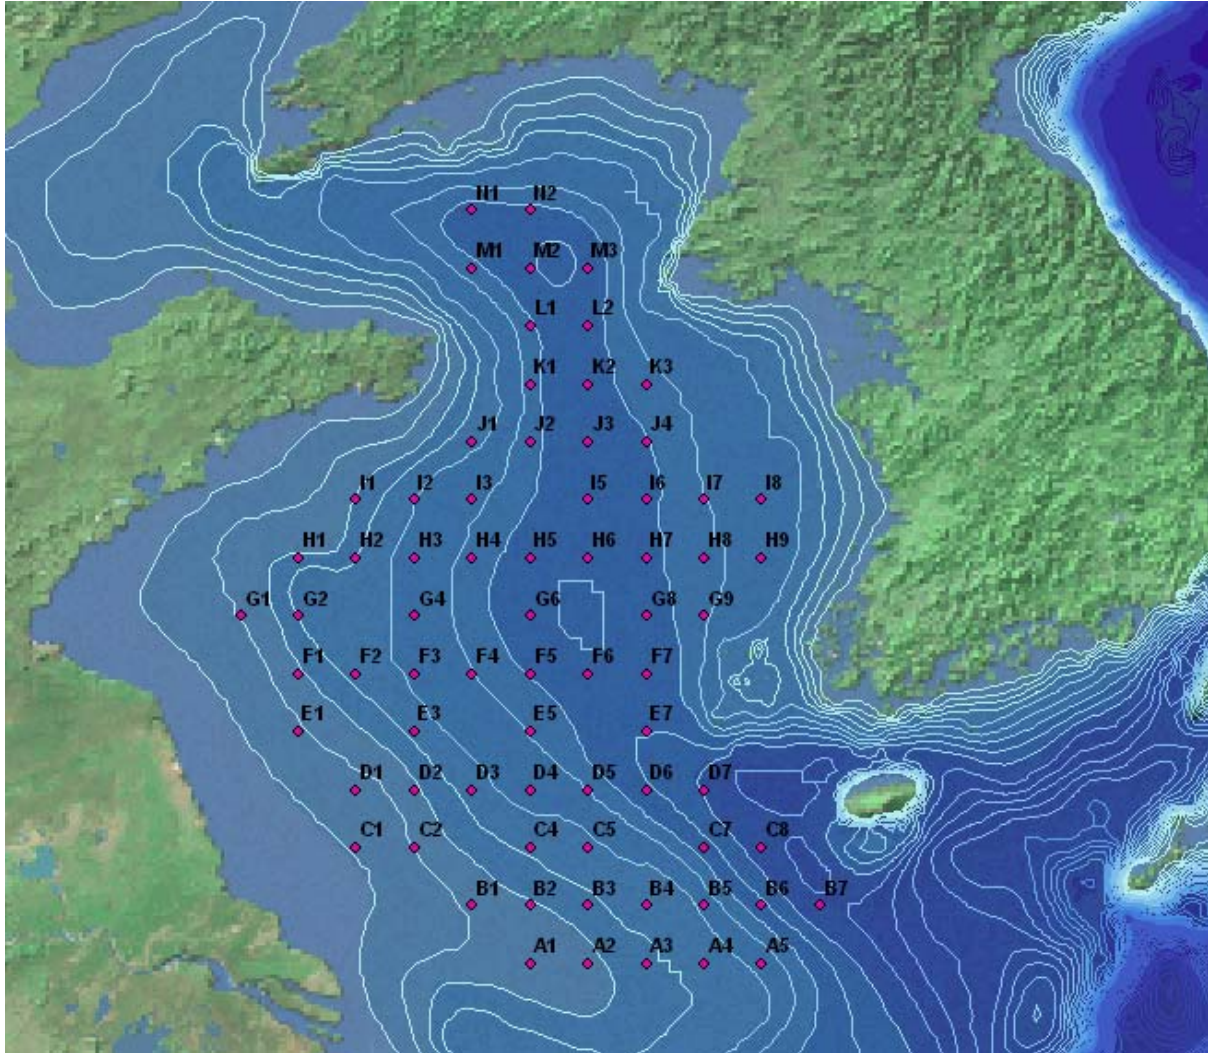 N1 N2
M1 M2 M3
L1 L2
K1 K2 K3
J1 J2 J3 J4
I1 I2 I3 I5 I6 I7 I8
H1 H2 H3 H4 H5 H6 H7 H8 H9
G1 G2 G4 G6 G8 G9
F1 F2 F3 F4 F5 F6 F7
E1 E3 E5 E7
D1 D2 D3 D4 D5 D6 D7
C1 C2 C4 C5 C7 C8
B1 B2 B3 B4 B5 B6 B7
A1 A2 A3 A4 A5